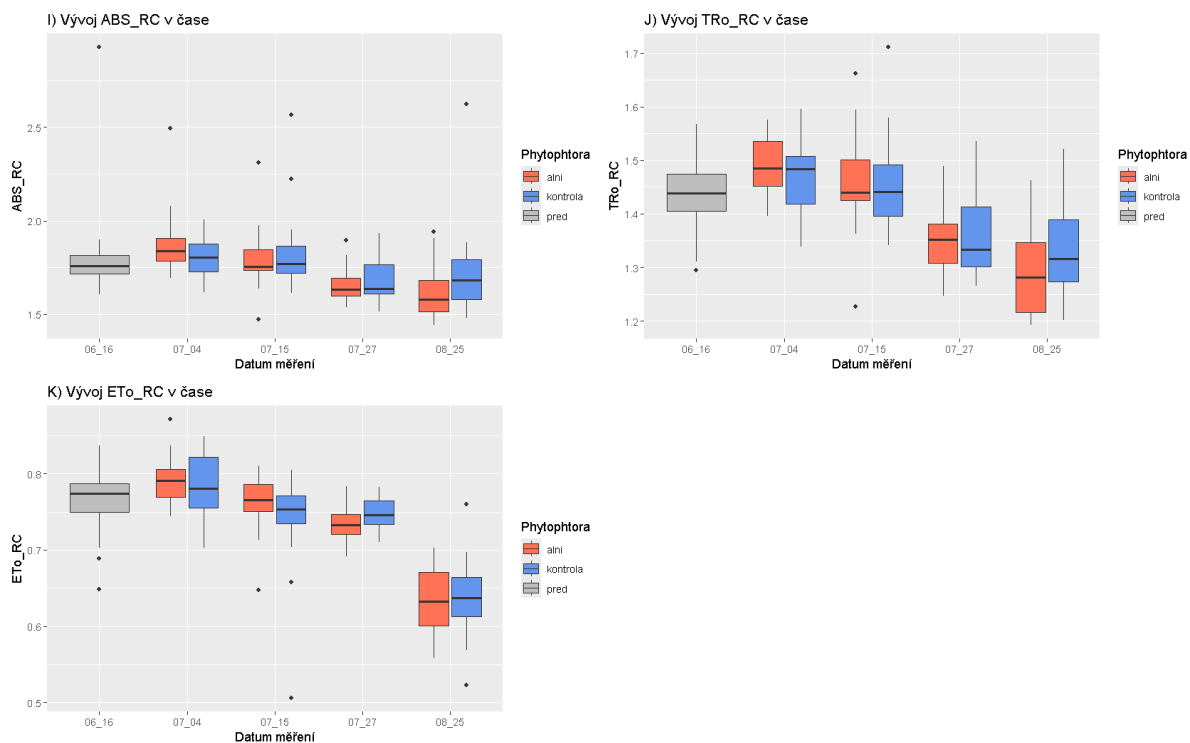 I) Vývoj ABS_RC v čase
ABS_RC
2.5
2.0
1.5
06_16
07_04
07_15
07_27
08_25
Datum měření
Phytophtora
alni
kontrola
pred
J) Vývoj TRo_RC v čase
TRo_RC
1.7
1.6
1.5
1.4
1.3
1.2
06_16
07_04
07_15
07_27
08_25
Datum měření
Phytophtora
alni
kontrola
pred
K) Vývoj ETo_RC v čase
ETo_RC
0.8
0.7
0.6
0.5
06_16
07_04
07_15
07_27
08_25
Datum měření
Phytophtora
alni
kontrola
pred